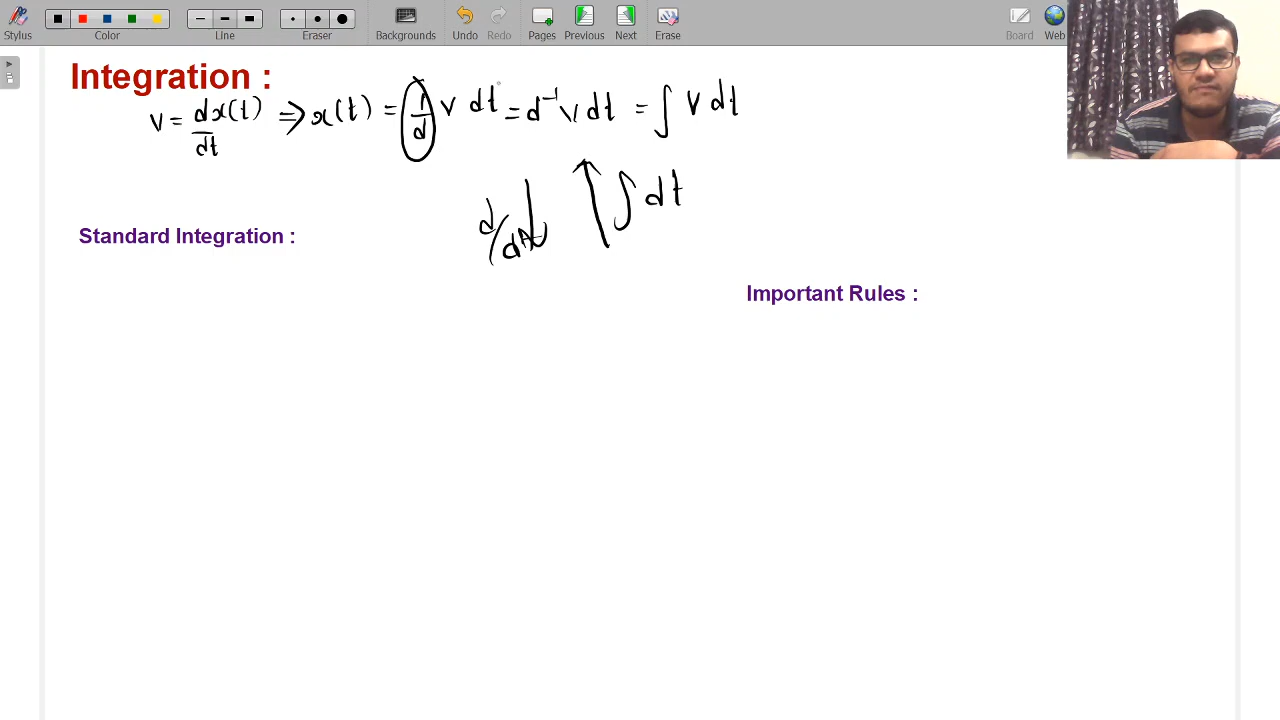 Stylus Color Line Eraser Backgrounds Undo Redo Pages Previous Next Erase Board Web
Integration :
v = dx(t)/dt ⇒ x(t) = 1/d v dt = d⁻¹ v dt = ∫ v dt
d/dt ↓ ↑ ∫ dt
Standard Integration :
Important Rules :